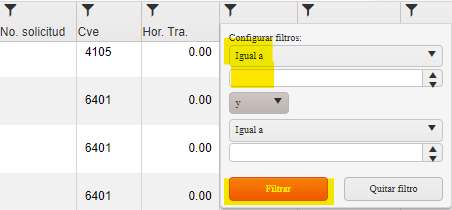 No. solicitud Cve Hor. Tra.
4105 0.00
6401 0.00
6401 0.00
6401 0.00
Configurar filtros:
Igual a
y
Igual a
Filtrar Quitar filtro